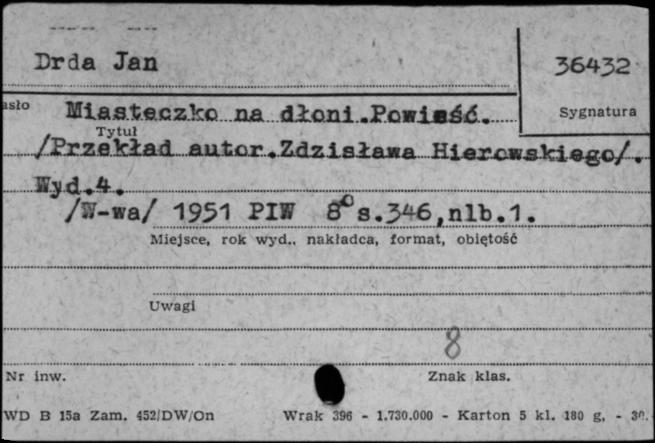 Drda Jan
36432
asło Miasteczko na dłoni.Powieść.
Sygnatura
Tytuł
/Przekład autor.Zdzisława Hierowskiego/.
Wyd.4.
/W-wa/ 1951 PIW 8° s.346,nlb.1.
Miejsce, rok wyd., nakładca, format, objętość
Uwagi
8
Nr inw.
Znak klas.
WD B 15a Zam. 452/DW/On Wrak 396 - 1.730.000 - Karton 5 kl. 180 g, - 30.